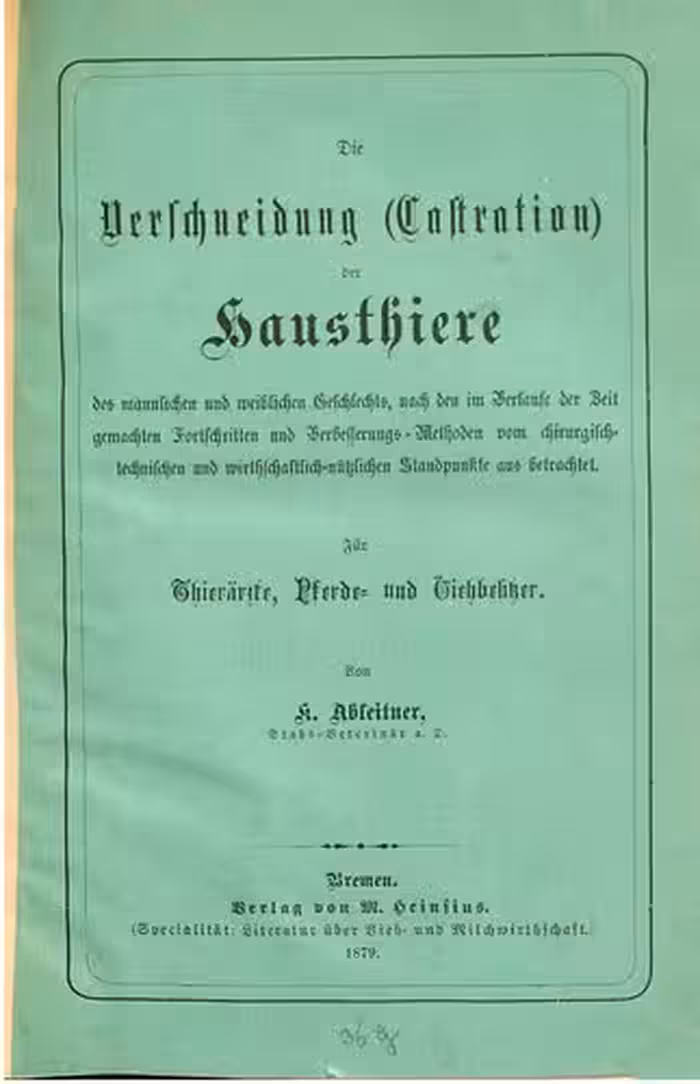 Die
Verschneidung (Castration)
der
Hausthiere
des männlichen und weiblichen Geschlechts, nach den im Verlaufe der Zeit
gemachten Fortschritten und Verbesserungs-Methoden vom chirurgisch-
technischen und wirthschaftlich-nützlichen Standpunkte aus betrachtet.
Für
Thierärzte, Pferde- und Viehbesitzer.
Von
K. Ableitner,
Stabs-Veterinär a. D.
Bremen.
Verlag von M. Heinsius.
(Specialität: Literatur über Vieh- und Milchwirthschaft.)
1879.